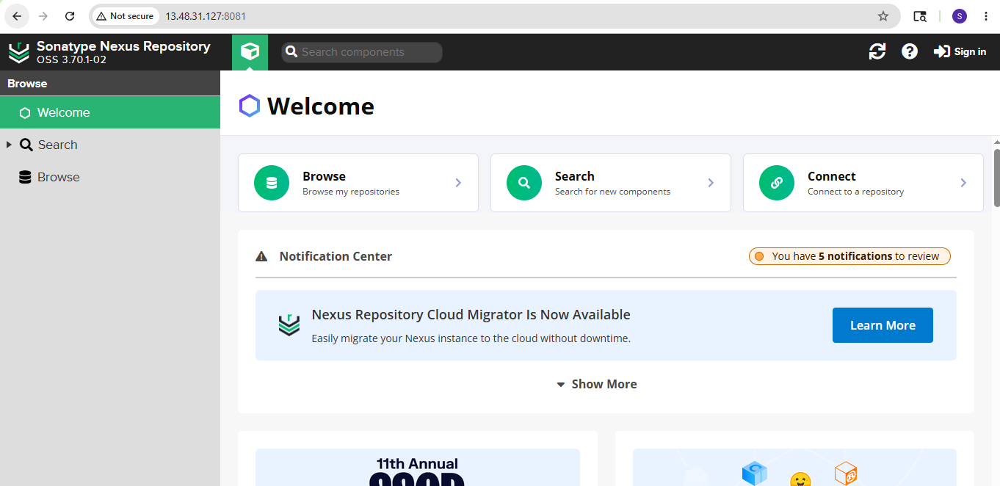 Not secure
13.48.31.127:8081
S
Sonatype Nexus Repository
OSS 3.70.1-02
Search components
Sign in
Browse
Welcome
Search
Browse
Welcome
Browse
Browse my repositories
Search
Search for new components
Connect
Connect to a repository
Notification Center
You have 5 notifications to review
Nexus Repository Cloud Migrator Is Now Available
Easily migrate your Nexus instance to the cloud without downtime.
Learn More
Show More
11th Annual